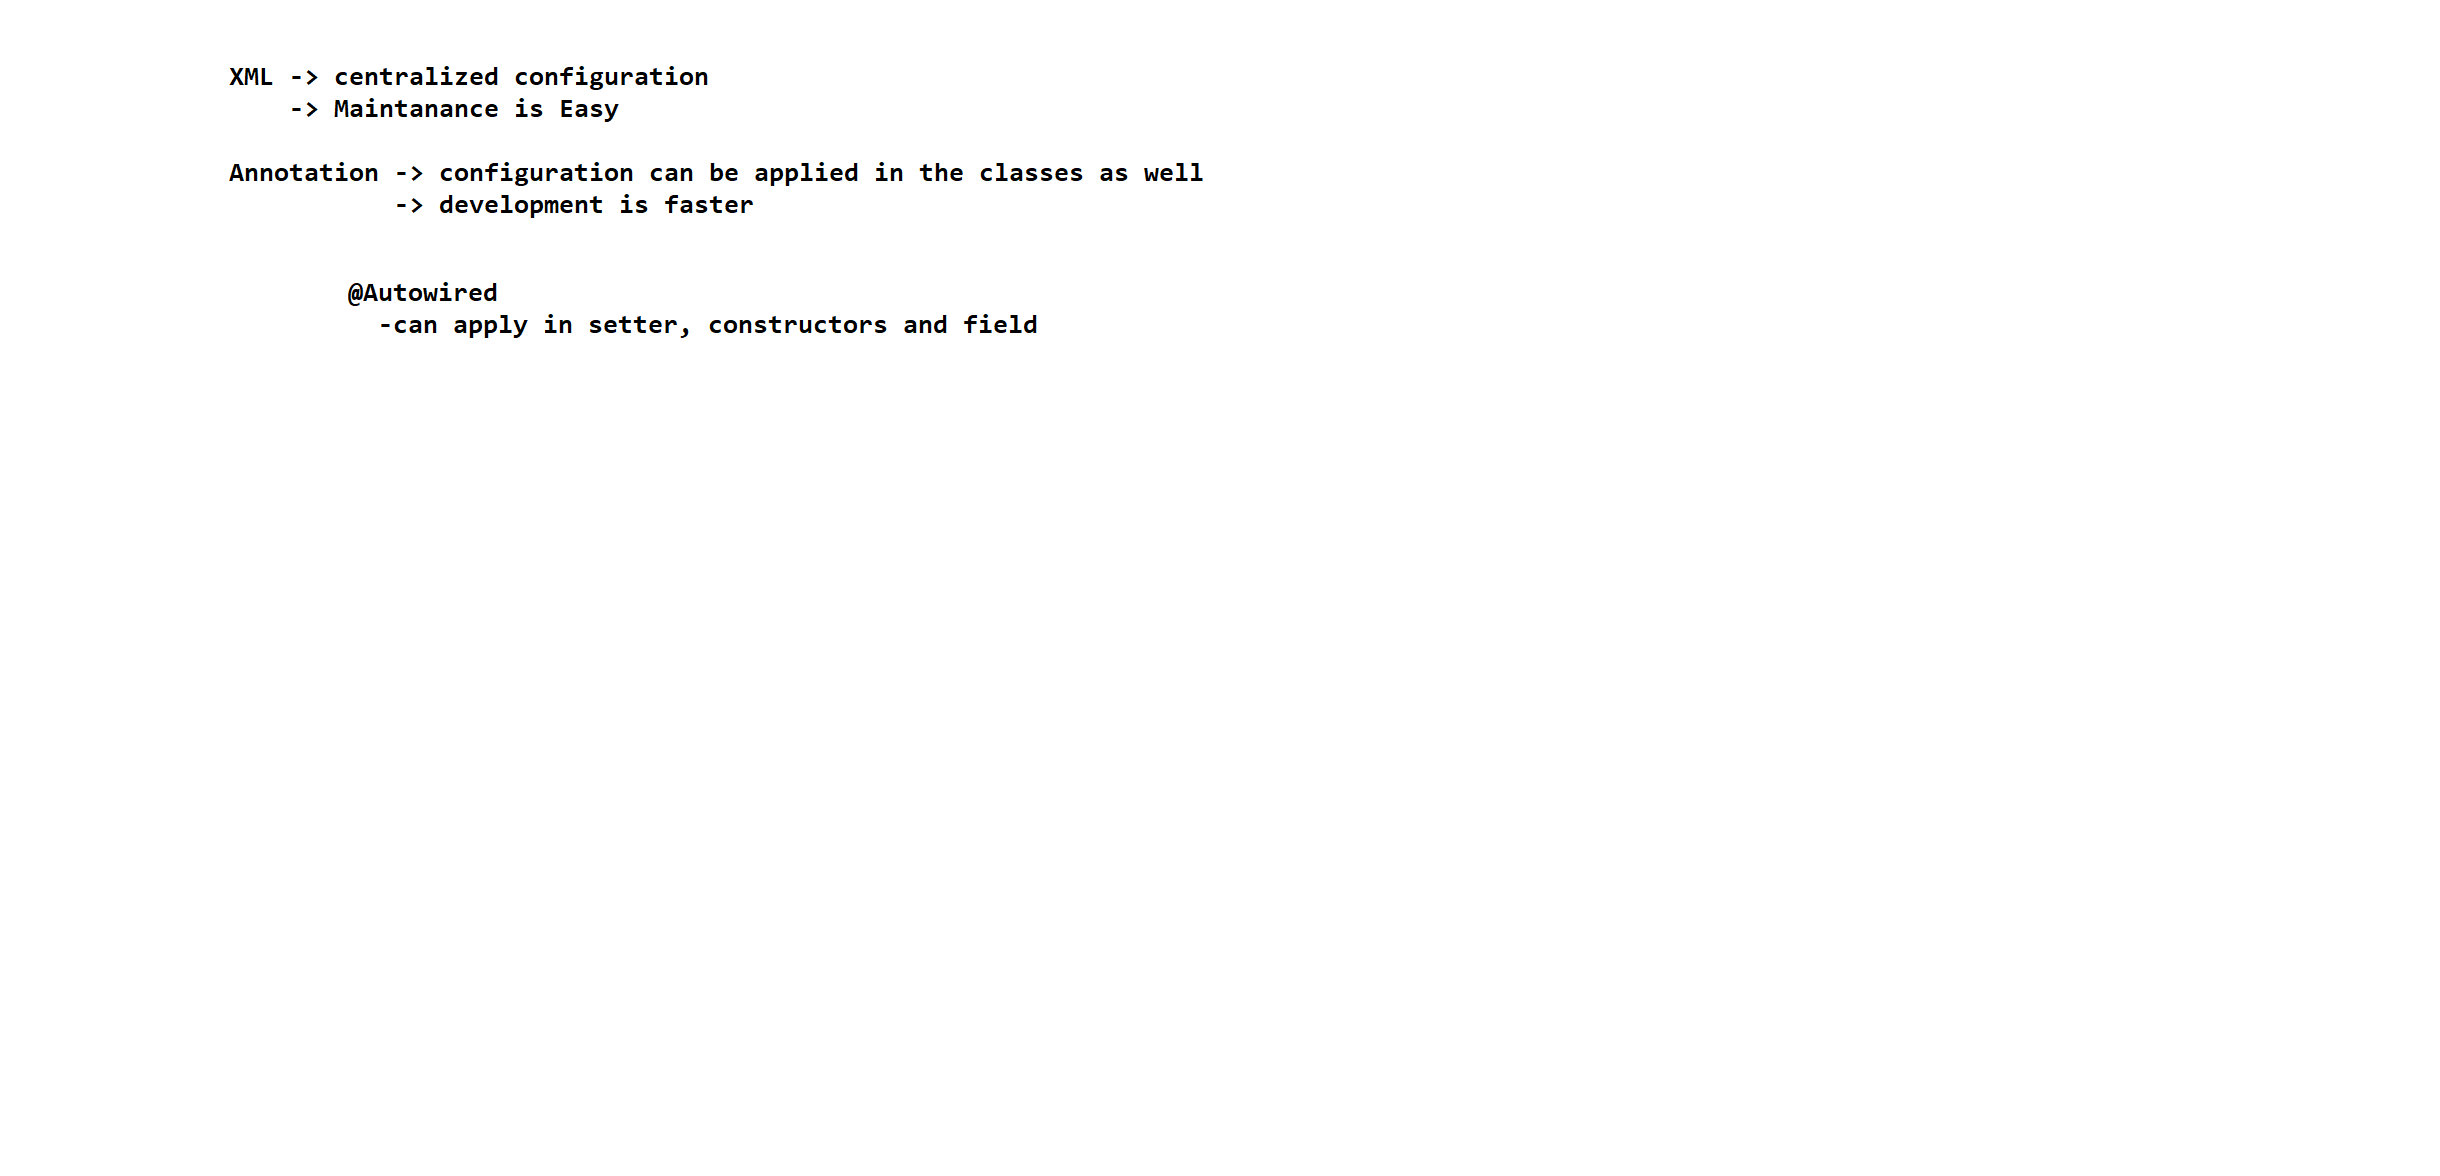 XML -> centralized configuration
-> Maintanance is Easy
Annotation -> configuration can be applied in the classes as well
-> development is faster
@Autowired
-can apply in setter, constructors and field